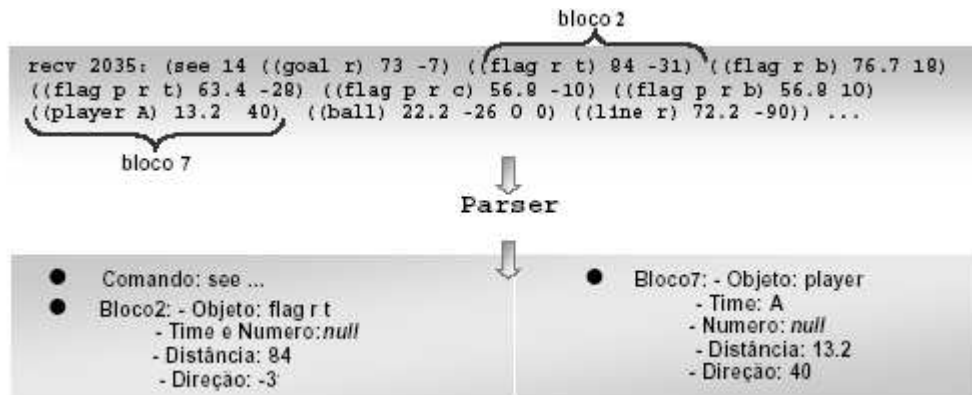 bloco 2
recv 2035: (see 14 ((goal r) 73 -7) ((flag r t) 84 -31) ((flag r b) 76.7 18)
((flag p r t) 63.4 -28) ((flag p r c) 56.8 -10) ((flag p r b) 56.8 10)
((player A) 13.2 40) ((ball) 22.2 -26 0 0) ((line r) 72.2 -90)) ...
bloco 7
Parser
● Comando: see ...
● Bloco2: - Objeto: flag r t
- Time e Numero: null
- Distância: 84
- Direção: -3
● Bloco7: - Objeto: player
- Time: A
- Numero: null
- Distância: 13.2
- Direção: 40